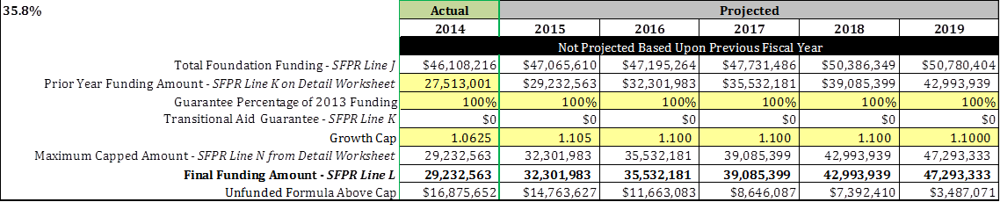 35.8% Actual Projected
2014 2015 2016 2017 2018 2019
Not Projected Based Upon Previous Fiscal Year
Total Foundation Funding - SFPR Line J $46,108,216 $47,065,610 $47,195,264 $47,731,486 $50,386,349 $50,780,404
Prior Year Funding Amount - SFPR Line K on Detail Worksheet 27,513,001 $29,232,563 $32,301,983 $35,532,181 $39,085,399 42,993,939
Guarantee Percentage of 2013 Funding 100% 100% 100% 100% 100% 100%
Transitional Aid Guarantee - SFPR Line K $0 $0 $0 $0 $0 $0
Growth Cap 1.0625 1.105 1.100 1.100 1.100 1.1000
Maximum Capped Amount - SFPR Line N from Detail Worksheet 29,232,563 32,301,983 35,532,181 39,085,399 42,993,939 47,293,333
Final Funding Amount - SFPR Line L 29,232,563 32,301,983 35,532,181 39,085,399 42,993,939 47,293,333
Unfunded Formula Above Cap $16,875,652 $14,763,627 $11,663,083 $8,646,087 $7,392,410 $3,487,071